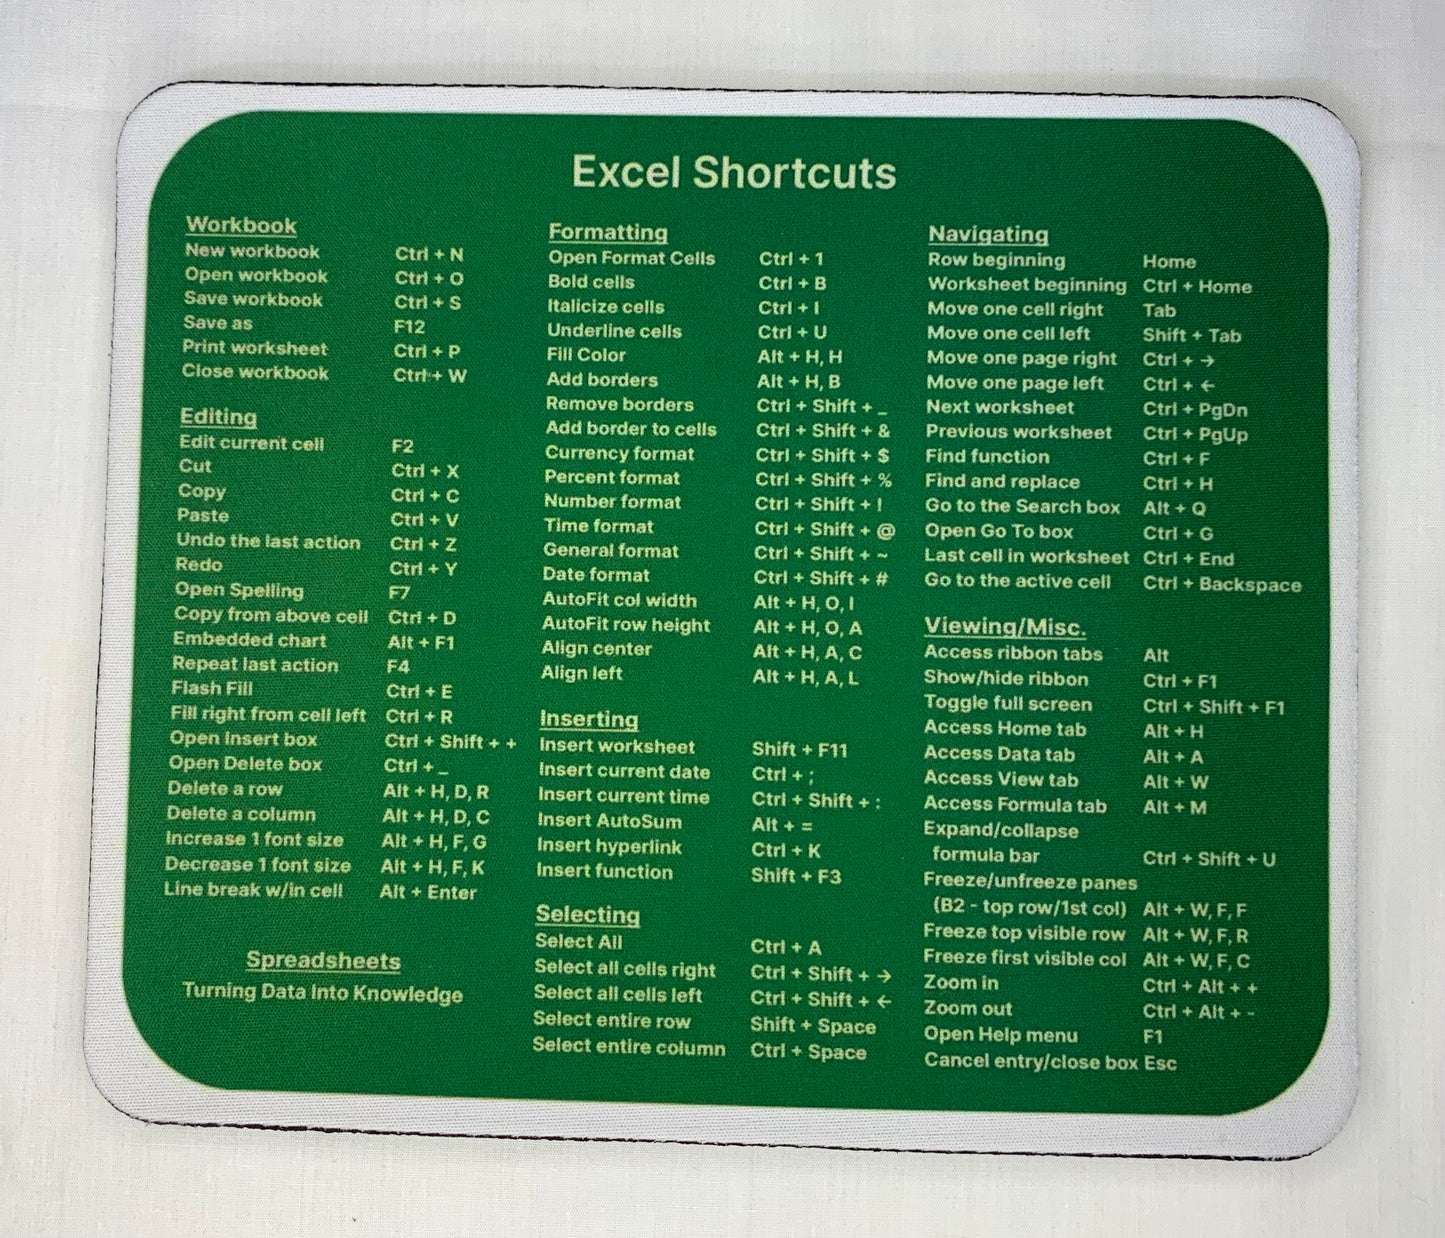 Excel Shortcuts
Workbook
New workbook Ctrl + N
Open workbook Ctrl + O
Save workbook Ctrl + S
Save as F12
Print worksheet Ctrl + P
Close workbook Ctrl + W
Editing
Edit current cell F2
Cut Ctrl + X
Copy Ctrl + C
Paste Ctrl + V
Undo the last action Ctrl + Z
Redo Ctrl + Y
Open Spelling F7
Copy from above cell Ctrl + D
Embedded chart Alt + F1
Repeat last action F4
Flash Fill Ctrl + E
Fill right from cell left Ctrl + R
Open Insert box Ctrl + Shift + +
Open Delete box Ctrl + _
Delete a row Alt + H, D, R
Delete a column Alt + H, D, C
Increase 1 font size Alt + H, F, G
Decrease 1 font size Alt + H, F, K
Line break w/in cell Alt + Enter
Spreadsheets
Turning Data Into Knowledge
Formatting
Open Format Cells Ctrl + 1
Bold cells Ctrl + B
Italicize cells Ctrl + I
Underline cells Ctrl + U
Fill Color Alt + H, H
Add borders Alt + H, B
Remove borders Ctrl + Shift + _
Add border to cells Ctrl + Shift + &
Currency format Ctrl + Shift + $
Percent format Ctrl + Shift + %
Number format Ctrl + Shift + !
Time format Ctrl + Shift + @
General format Ctrl + Shift + ~
Date format Ctrl + Shift + #
AutoFit col width Alt + H, O, I
AutoFit row height Alt + H, O, A
Align center Alt + H, A, C
Align left Alt + H, A, L
Inserting
Insert worksheet Shift + F11
Insert current date Ctrl + ;
Insert current time Ctrl + Shift + :
Insert AutoSum Alt + =
Insert hyperlink Ctrl + K
Insert function Shift + F3
Selecting
Select All Ctrl + A
Select all cells right Ctrl + Shift + →
Select all cells left Ctrl + Shift + ←
Select entire row Shift + Space
Select entire column Ctrl + Space
Navigating
Row beginning Home
Worksheet beginning Ctrl + Home
Move one cell right Tab
Move one cell left Shift + Tab
Move one page right Ctrl + →
Move one page left Ctrl + ←
Next worksheet Ctrl + PgDn
Previous worksheet Ctrl + PgUp
Find function Ctrl + F
Find and replace Ctrl + H
Go to the Search box Alt + Q
Open Go To box Ctrl + G
Last cell in worksheet Ctrl + End
Go to the active cell Ctrl + Backspace
Viewing/Misc.
Access ribbon tabs Alt
Show/hide ribbon Ctrl + F1
Toggle full screen Ctrl + Shift + F1
Access Home tab Alt + H
Access Data tab Alt + A
Access View tab Alt + W
Access Formula tab Alt + M
Expand/collapse
formula bar Ctrl + Shift + U
Freeze/unfreeze panes
(B2 - top row/1st col) Alt + W, F, F
Freeze top visible row Alt + W, F, R
Freeze first visible col Alt + W, F, C
Zoom in Ctrl + Alt + +
Zoom out Ctrl + Alt + -
Open Help menu F1
Cancel entry/close box Esc